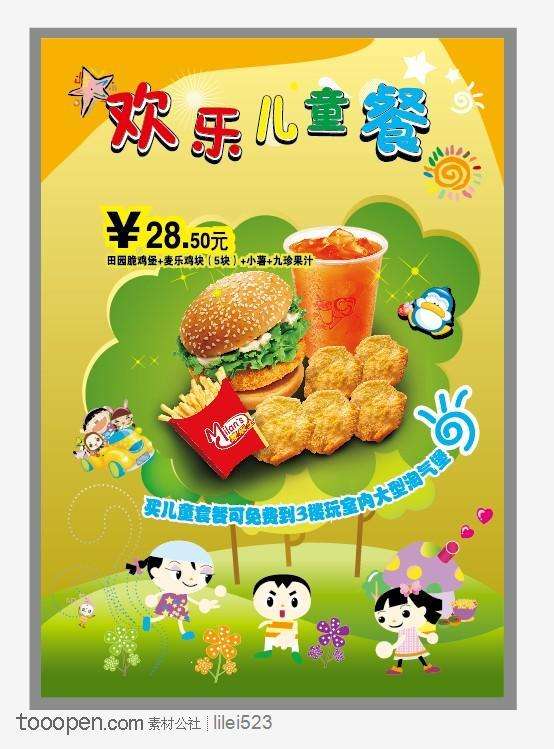 欢乐儿童餐
¥28.50元
田园脆鸡堡+麦乐鸡块（5块）+小薯+九珍果汁
Mlan's
买儿童套餐可免费到3楼玩室内大型淘气堡
tooopen.com 素材公社 lilei523